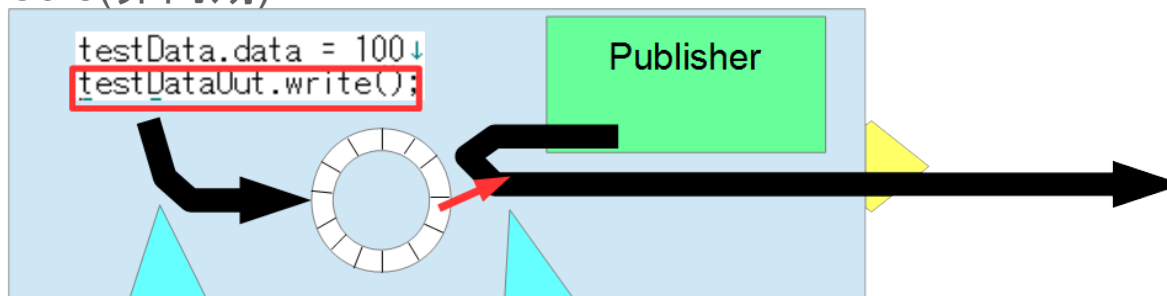 testData.data = 100↓
testDataOut.write();
Publisher